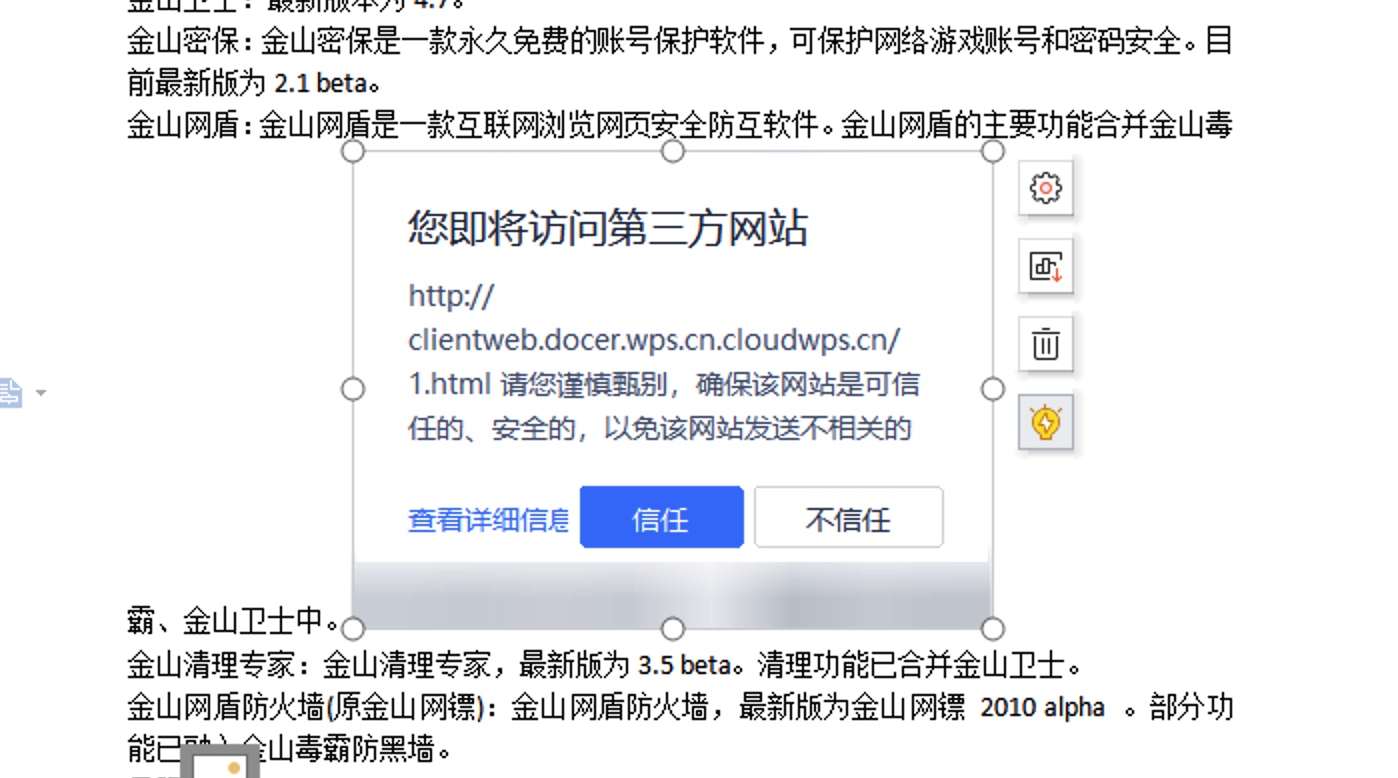 金山卫士：最新版本为 4.7。
金山密保：金山密保是一款永久免费的账号保护软件，可保护网络游戏账号和密码安全。目
前最新版为 2.1 beta。
金山网盾：金山网盾是一款互联网浏览网页安全防互软件。金山网盾的主要功能合并金山毒
您即将访问第三方网站
http://
clientweb.docer.wps.cn.cloudwps.cn/
1.html 请您谨慎甄别，确保该网站是可信
任的、安全的，以免该网站发送不相关的
查看详细信息
信任
不信任
霸、金山卫士中。
金山清理专家：金山清理专家，最新版为 3.5 beta。清理功能已合并金山卫士。
金山网盾防火墙(原金山网镖)：金山网盾防火墙，最新版为金山网镖 2010 alpha 。部分功
能已融入金山毒霸防黑墙。